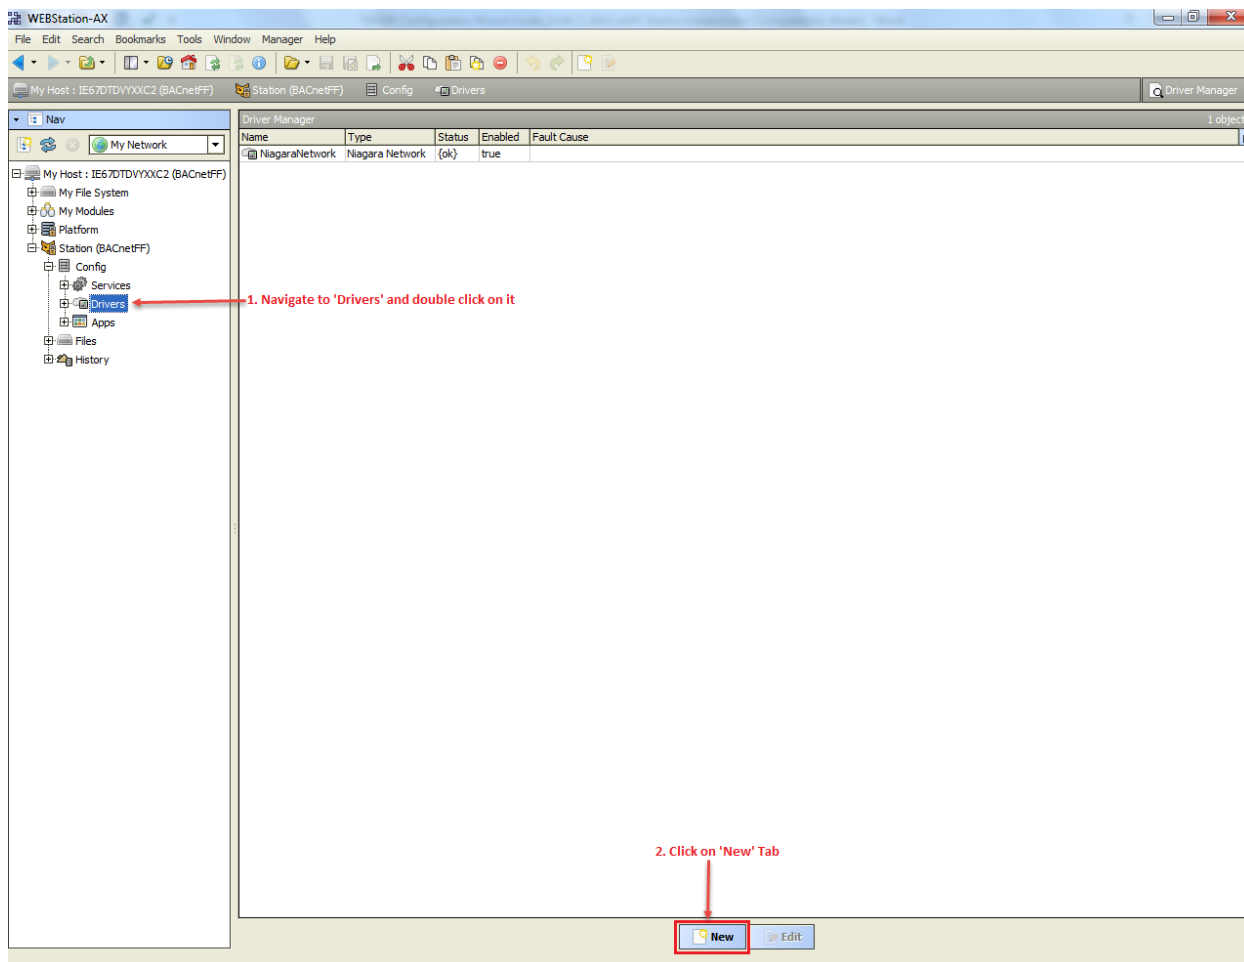 WEBStation-AX
File Edit Search Bookmarks Tools Window Manager Help
My Host : IE67DTDVYXXC2 (BACnetFF) Station (BACnetFF) Config Drivers Driver Manager
Nav
My Network
My Host : IE67DTDVYXXC2 (BACnetFF)
My File System
My Modules
Platform
Station (BACnetFF)
Config
Services
Drivers
Apps
Files
History
Driver Manager 1 object
Name Type Status Enabled Fault Cause
NiagaraNetwork Niagara Network {ok} true
1. Navigate to 'Drivers' and double click on it
2. Click on 'New' Tab
New Edit